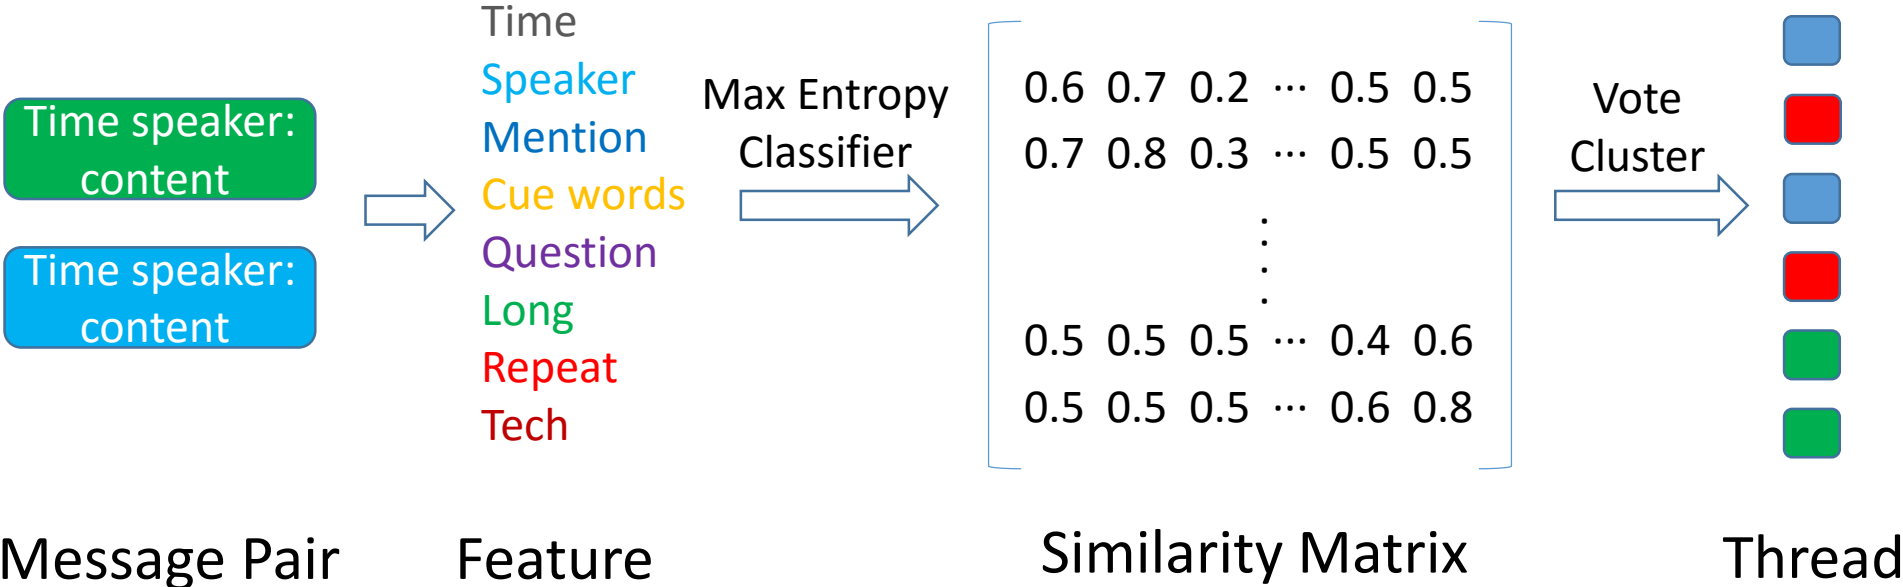 Time speaker:
content
Time speaker:
content
Time
Speaker
Mention
Cue words
Question
Long
Repeat
Tech
Max Entropy
Classifier
0.6 0.7 0.2 ··· 0.5 0.5
0.7 0.8 0.3 ··· 0.5 0.5
.
.
.
.
0.5 0.5 0.5 ··· 0.4 0.6
0.5 0.5 0.5 ··· 0.6 0.8
Vote
Cluster
Message Pair
Feature
Similarity Matrix
Thread